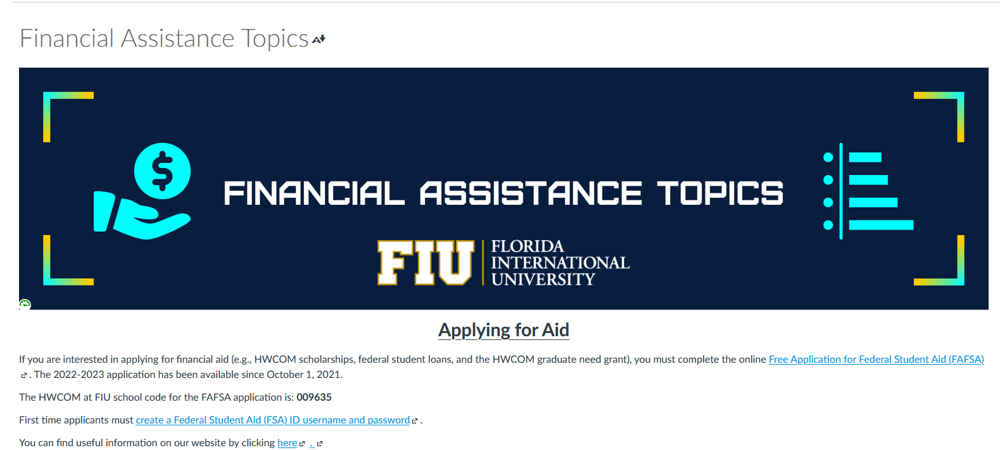 Financial Assistance Topics
FINANCIAL ASSISTANCE TOPICS
FIU
FLORIDA
INTERNATIONAL
UNIVERSITY
Applying for Aid
If you are interested in applying for financial aid (e.g., HWCOM scholarships, federal student loans, and the HWCOM graduate need grant), you must complete the online Free Application for Federal Student Aid (FAFSA)
. The 2022-2023 application has been available since October 1, 2021.
The HWCOM at FIU school code for the FAFSA application is: 009635
First time applicants must create a Federal Student Aid (FSA) ID username and password .
You can find useful information on our website by clicking here .